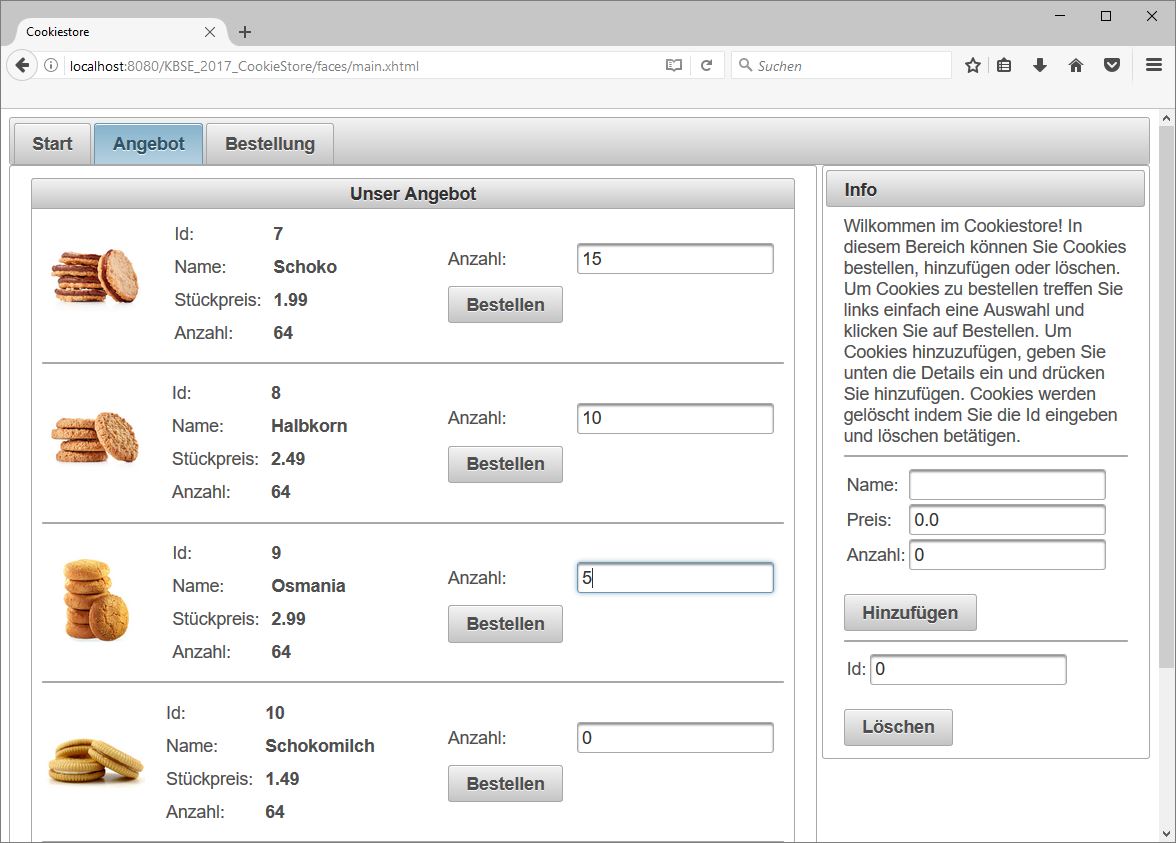 Cookiestore
localhost:8080/KBSE_2017_CookieStore/faces/main.xhtml
Suchen
Start
Angebot
Bestellung
Unser Angebot
Id: 7
Name: Schoko
Stückpreis: 1.99
Anzahl: 64
Anzahl: 15
Bestellen
Id: 8
Name: Halbkorn
Stückpreis: 2.49
Anzahl: 64
Anzahl: 10
Bestellen
Id: 9
Name: Osmania
Stückpreis: 2.99
Anzahl: 64
Anzahl: 5
Bestellen
Id: 10
Name: Schokomilch
Stückpreis: 1.49
Anzahl: 64
Anzahl: 0
Bestellen
Info
Wilkommen im Cookiestore! In
diesem Bereich können Sie Cookies
bestellen, hinzufügen oder löschen.
Um Cookies zu bestellen treffen Sie
links einfach eine Auswahl und
klicken Sie auf Bestellen. Um
Cookies hinzuzufügen, geben Sie
unten die Details ein und drücken
Sie hinzufügen. Cookies werden
gelöscht indem Sie die Id eingeben
und löschen betätigen.
Name:
Preis: 0.0
Anzahl: 0
Hinzufügen
Id: 0
Löschen